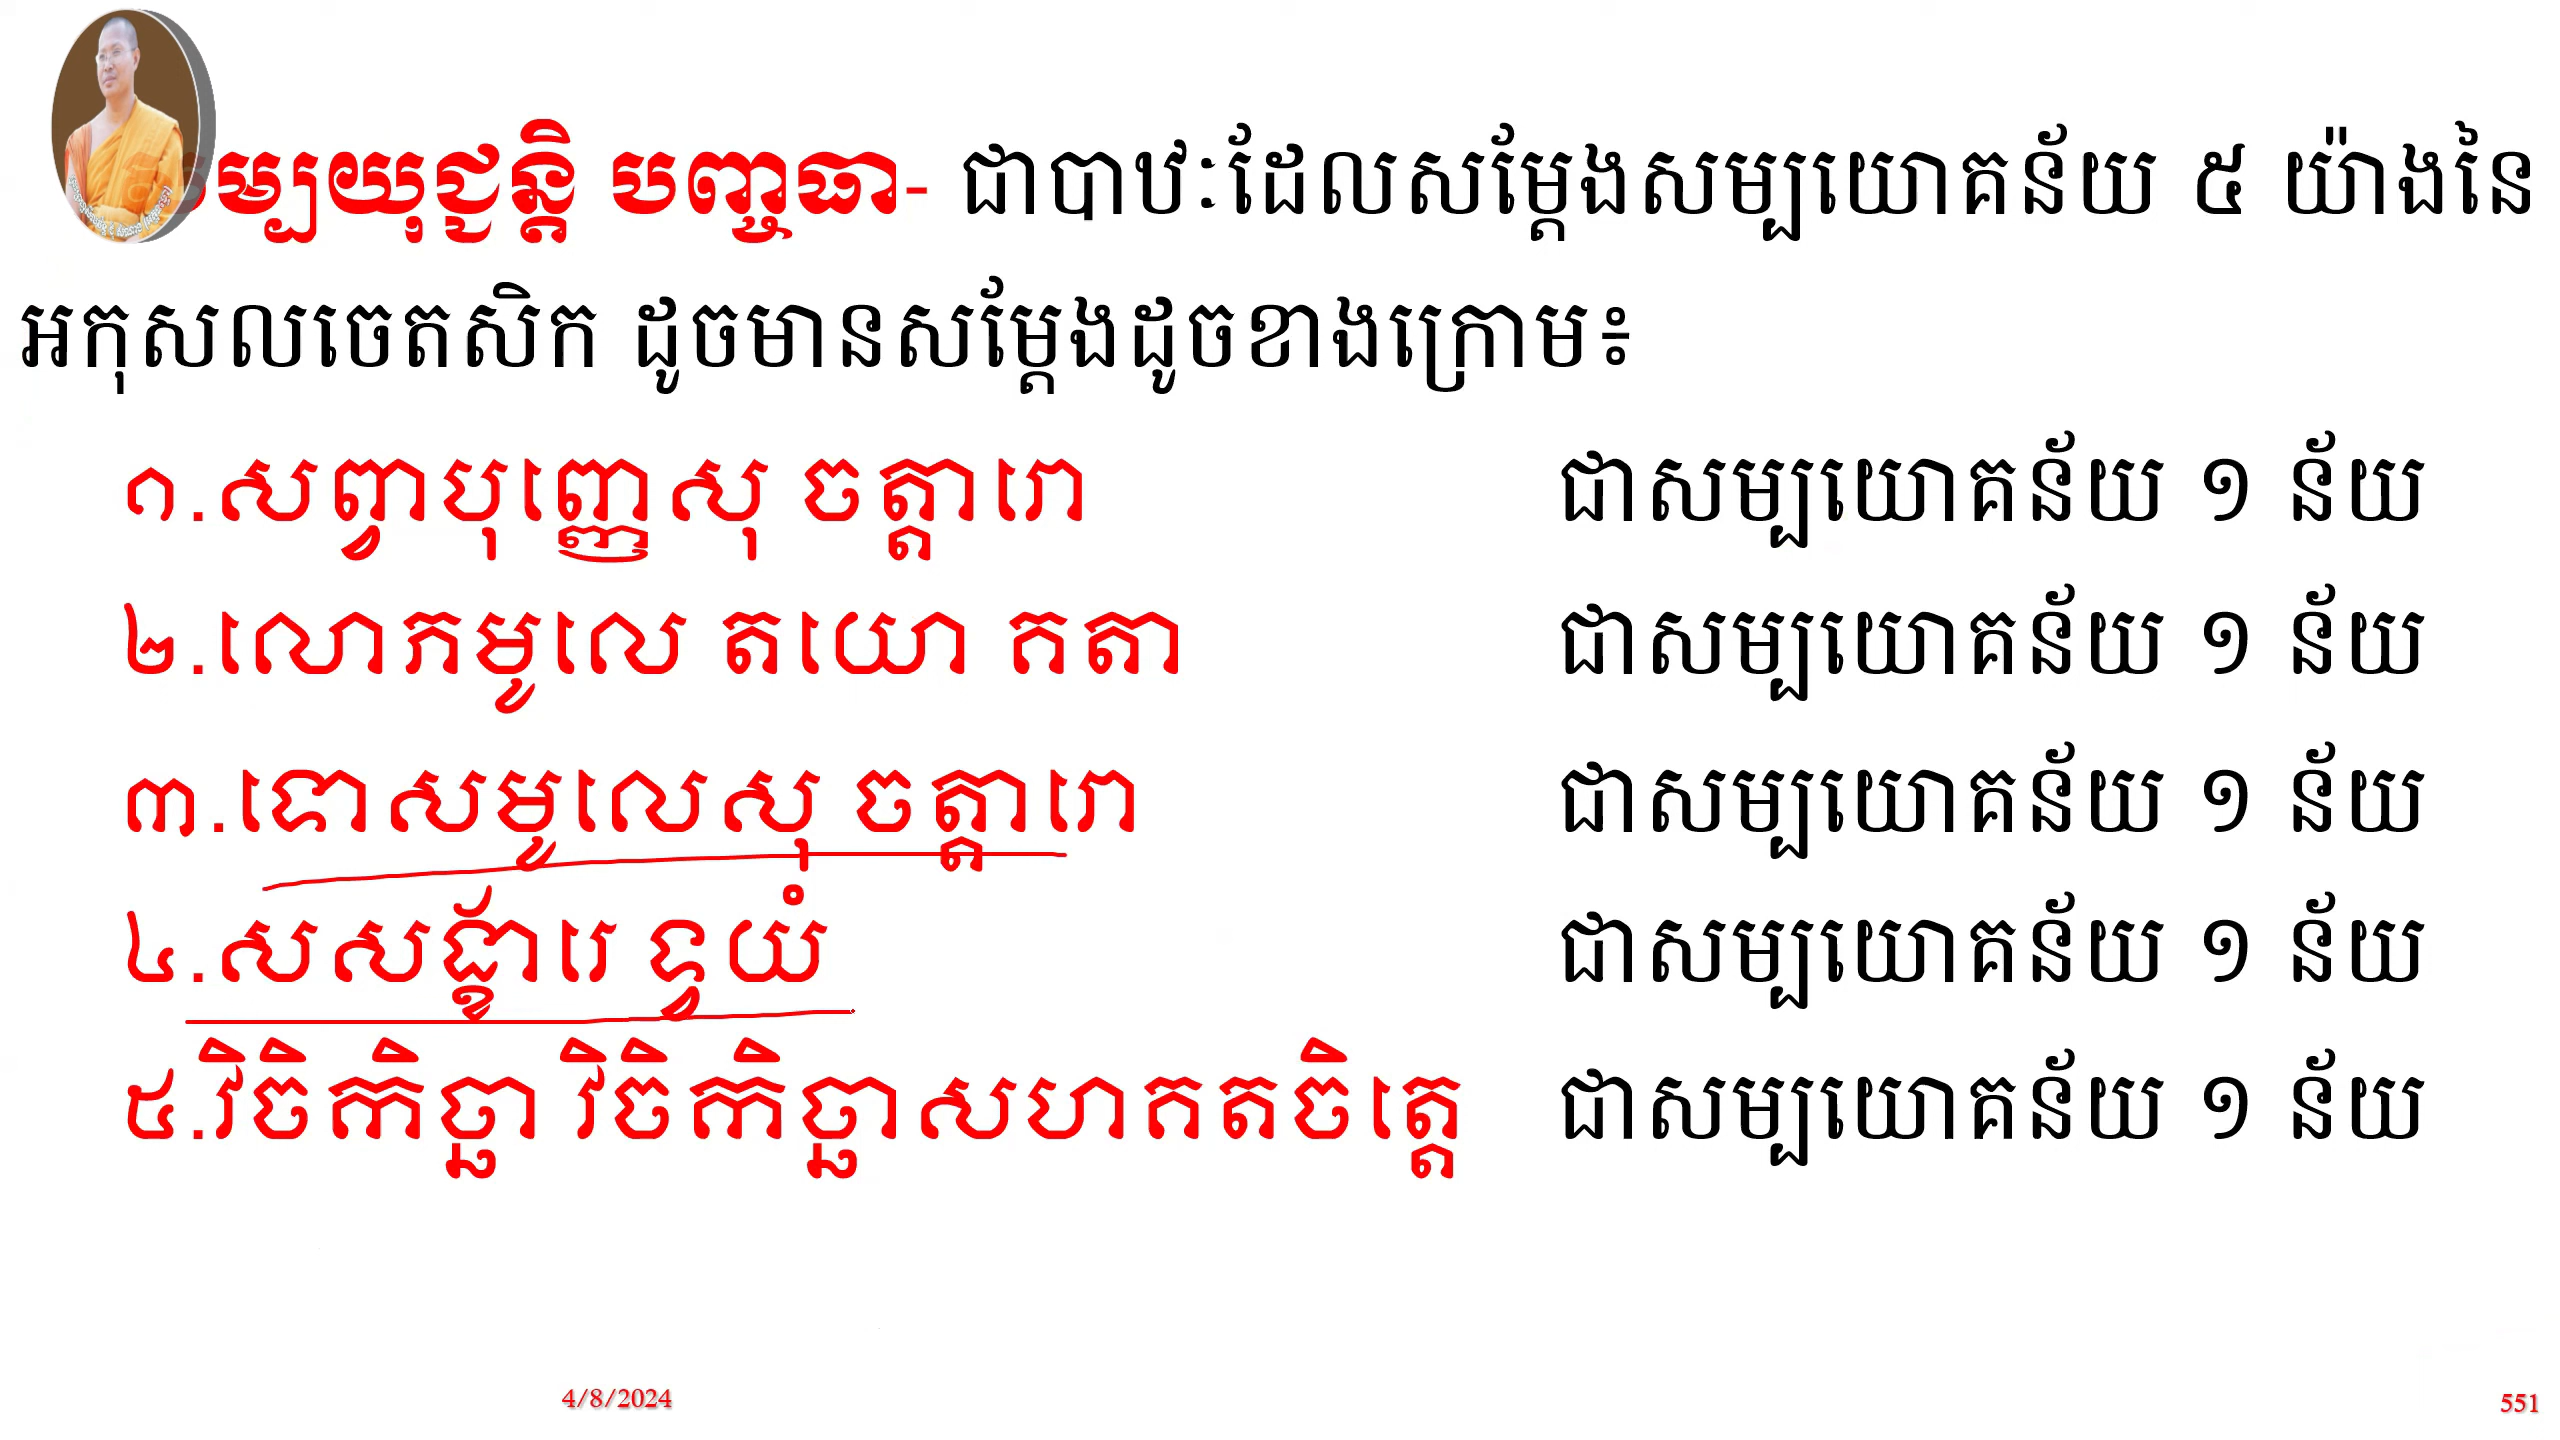 ម្បយុជ្ជន្តិ បញ្ចធា- ជាបាឋៈដែលសម្តែងសម្បយោគន័យ ៥ យ៉ាងនៃ
អកុសលចេតសិក ដូចមានសម្តែងដូចខាងក្រោម៖
១.សព្វាបុញ្ញេសុ ចត្តារោ ជាសម្បយោគន័យ ១ ន័យ
២.លោភមូលេ តយោ គតា ជាសម្បយោគន័យ ១ ន័យ
៣.ទោសមូលេសុ ចត្តារោ ជាសម្បយោគន័យ ១ ន័យ
៤.សសង្ខារេ ទ្វយំ ជាសម្បយោគន័យ ១ ន័យ
៥.វិចិកិច្ឆា វិចិកិច្ឆាសហគតចិត្តេ ជាសម្បយោគន័យ ១ ន័យ
4/8/2024 551